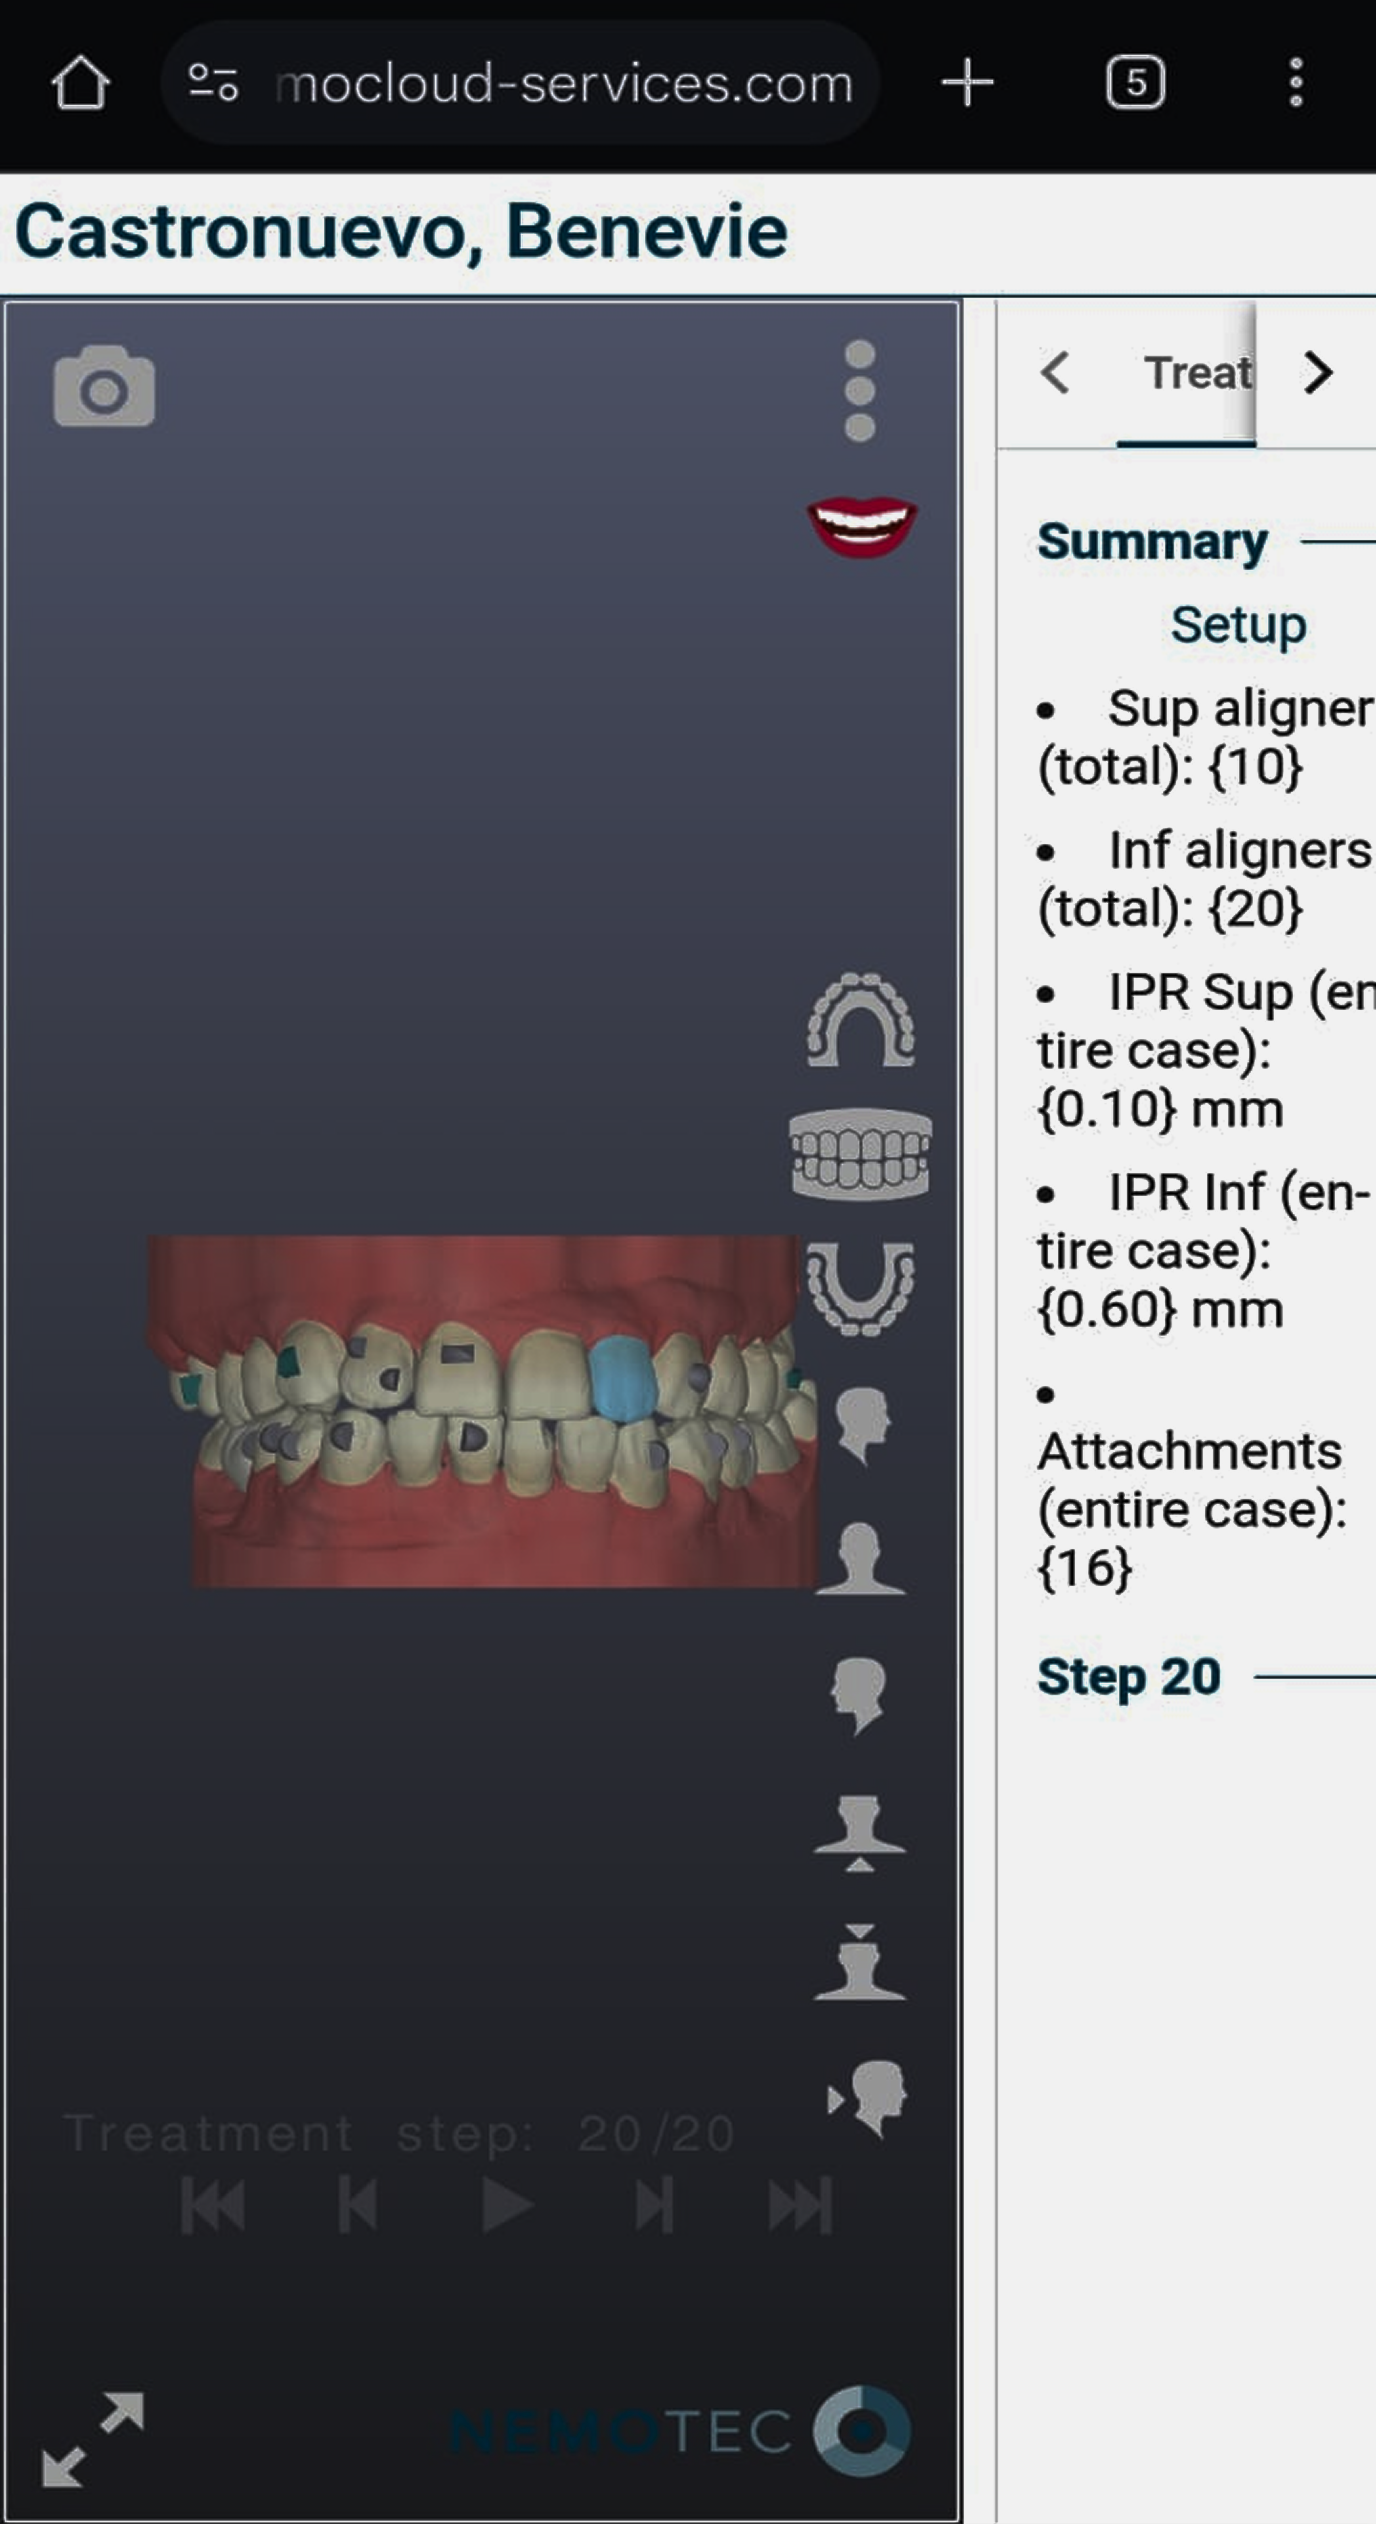 mocloud-services.com
5
Castronuevo, Benevie
Treat
Summary
Setup
• Sup aligner
(total): {10}
• Inf aligners
(total): {20}
• IPR Sup (en
tire case):
{0.10} mm
• IPR Inf (en-
tire case):
{0.60} mm
•
Attachments
(entire case):
{16}
Step 20
Treatment step: 20/20
NEMOTEC